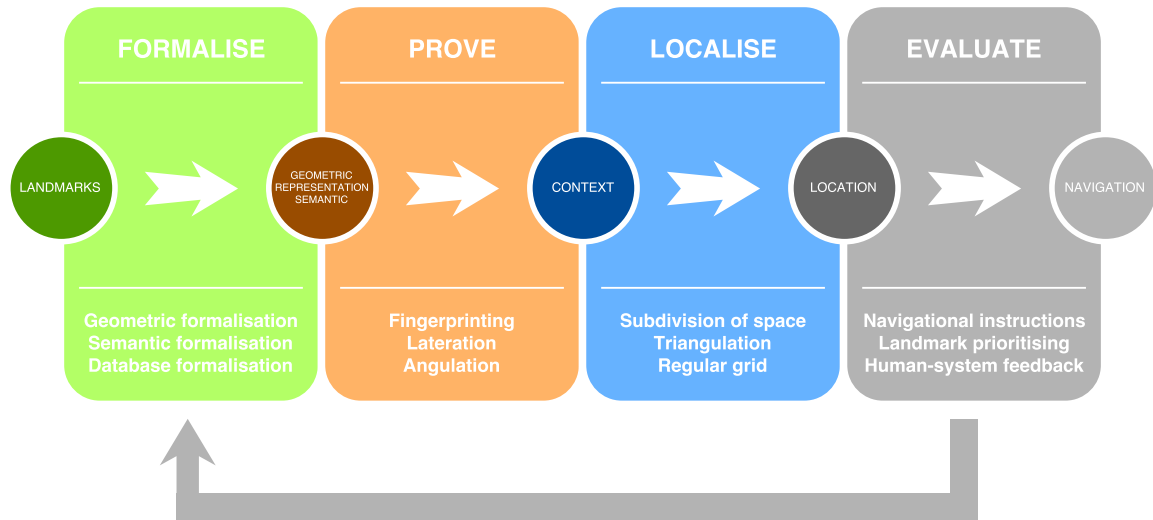 FORMALISE
PROVE
LOCALISE
EVALUATE
LANDMARKS
GEOMETRIC
REPRESENTATION
SEMANTIC
CONTEXT
LOCATION
NAVIGATION
Geometric formalisation
Semantic formalisation
Database formalisation
Fingerprinting
Lateration
Angulation
Subdivision of space
Triangulation
Regular grid
Navigational instructions
Landmark prioritising
Human-system feedback